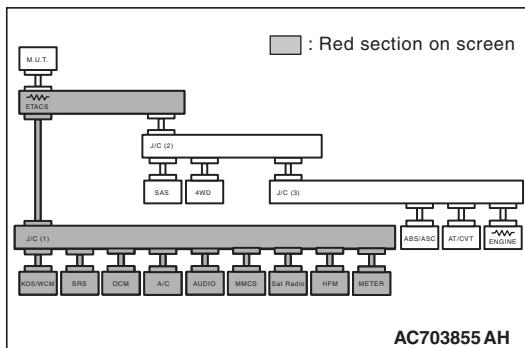 : Red section on screen
M.U.T.
ETACS
J/C (2)
SAS
4WD
J/C (3)
J/C (1)
ABS/ASC
AT/CVT
ENGINE
KOS/WCM
SRS
OCM
A/C
AUDIO
MMCS
Sat Radio
HFM
METER
AC703855 AH